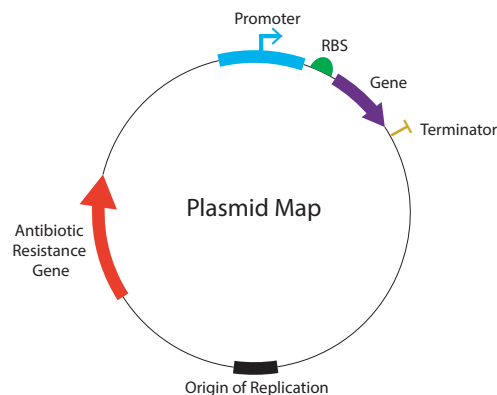 Promoter
RBS
Gene
Terminator
Plasmid Map
Antibiotic
Resistance
Gene
Origin of Replication